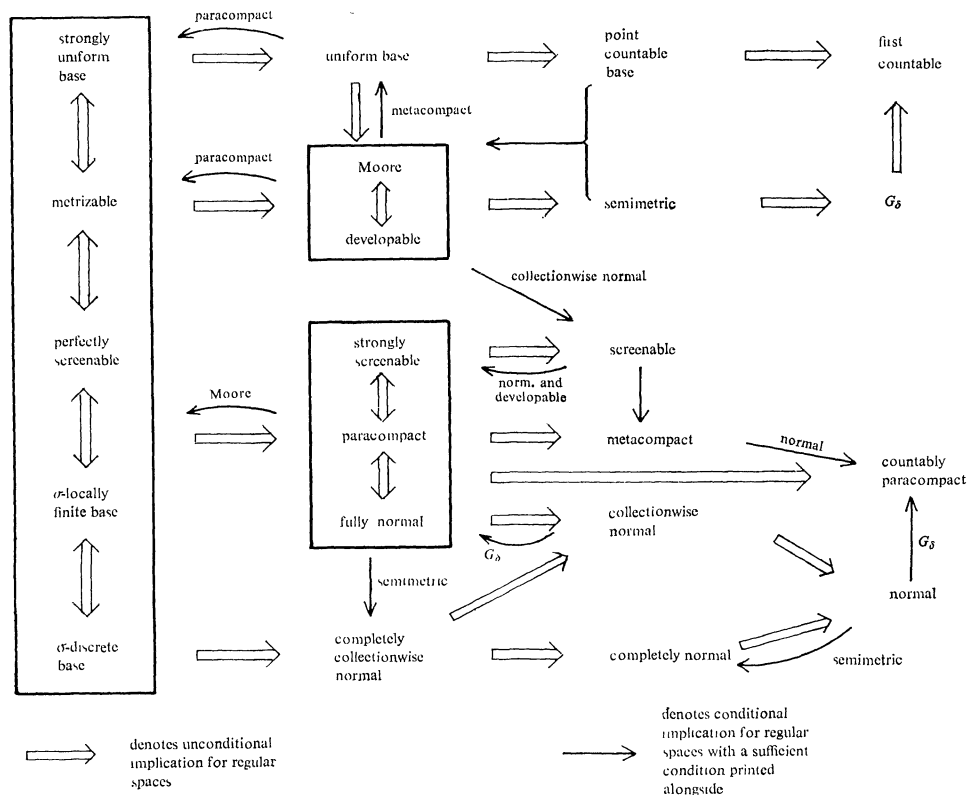 paracompact
strongly
uniform
base
uniform base
point
countable
base
first
countable
metacompact
paracompact
Moore
metrizable
semimetric
G_δ
developable
collectionwise normal
perfectly
screenable
strongly
screenable
screenable
norm. and
developable
Moore
paracompact
metacompact
normal
countably
paracompact
σ-locally
finite base
fully normal
collectionwise
normal
G_δ
G_δ
semimetric
normal
σ-discrete
base
completely
collectionwise
normal
completely normal
semimetric
denotes unconditional
implication for regular
spaces
denotes conditional
implication for regular
spaces with a sufficient
condition printed
alongside